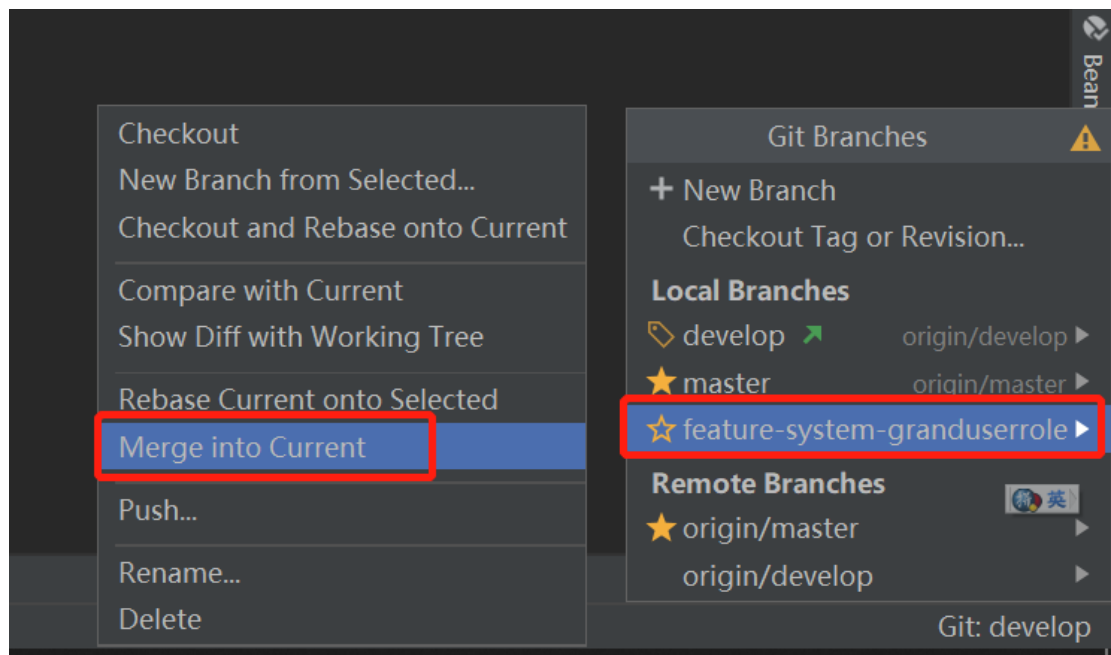 Bean
Checkout
New Branch from Selected...
Checkout and Rebase onto Current
Compare with Current
Show Diff with Working Tree
Rebase Current onto Selected
Merge into Current
Push...
Rename...
Delete
Git Branches
+ New Branch
Checkout Tag or Revision...
Local Branches
develop origin/develop
master origin/master
feature-system-granduserrole
Remote Branches
英
origin/master
origin/develop
Git: develop